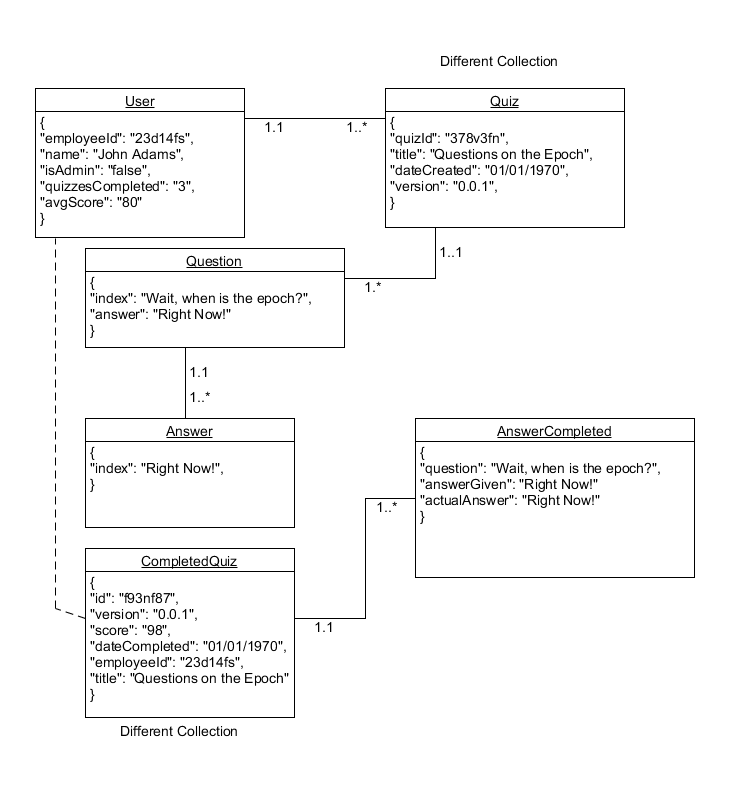 Different Collection
User
{
"employeeId": "23d14fs",
"name": "John Adams",
"isAdmin": "false",
"quizzesCompleted": "3",
"avgScore": "80"
}
1.1
1..*
Quiz
{
"quizId": "378v3fn",
"title": "Questions on the Epoch",
"dateCreated": "01/01/1970",
"version": "0.0.1",
}
1..1
1.*
Question
{
"index": "Wait, when is the epoch?",
"answer": "Right Now!"
}
1.1
1..*
Answer
{
"index": "Right Now!",
}
AnswerCompleted
{
"question": "Wait, when is the epoch?",
"answerGiven": "Right Now!"
"actualAnswer": "Right Now!"
}
1..*
1.1
CompletedQuiz
{
"id": "f93nf87",
"version": "0.0.1",
"score": "98",
"dateCompleted": "01/01/1970",
"employeeId": "23d14fs",
"title": "Questions on the Epoch"
}
Different Collection